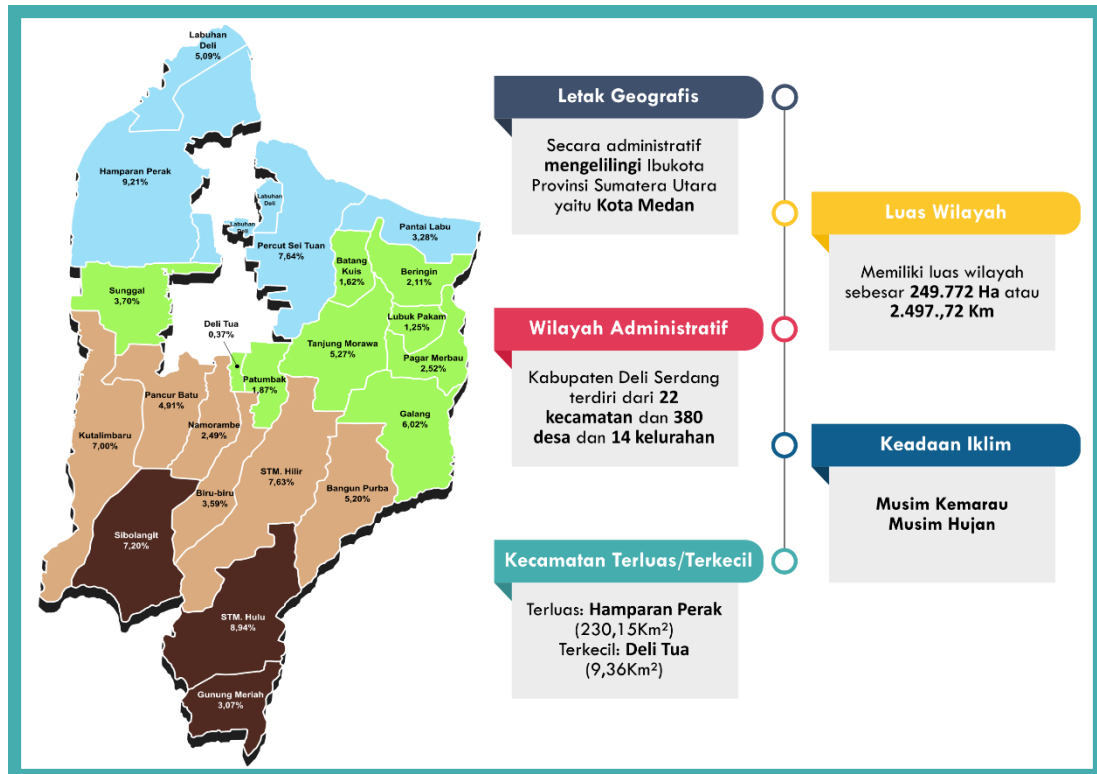 Labuhan
Deli
5,09%
Hamparan Perak
9,21%
Labuhan
Deli
Labuhan
Deli
Percut Sei Tuan
7,64%
Pantai Labu
3,28%
Batang
Kuis
1,62%
Beringin
2,11%
Sunggal
3,70%
Deli Tua
0,37%
Lubuk Pakam
1,25%
Tanjung Morawa
5,27%
Pagar Merbau
2,52%
Patumbak
1,87%
Pancur Batu
4,91%
Namorambe
2,49%
Galang
6,02%
Kutalimbaru
7,00%
STM. Hilir
7,63%
Biru-biru
3,59%
Bangun Purba
5,20%
Sibolangit
7,20%
STM. Hulu
8,94%
Gunung Meriah
3,07%
Letak Geografis
Secara administratif
mengelilingi Ibukota
Provinsi Sumatera Utara
yaitu Kota Medan
Luas Wilayah
Memiliki luas wilayah
sebesar 249.772 Ha atau
2.497.,72 Km
Wilayah Administratif
Kabupaten Deli Serdang
terdiri dari 22
kecamatan dan 380
desa dan 14 kelurahan
Keadaan Iklim
Musim Kemarau
Musim Hujan
Kecamatan Terluas/Terkecil
Terluas: Hamparan Perak
(230,15Km²)
Terkecil: Deli Tua
(9,36Km²)